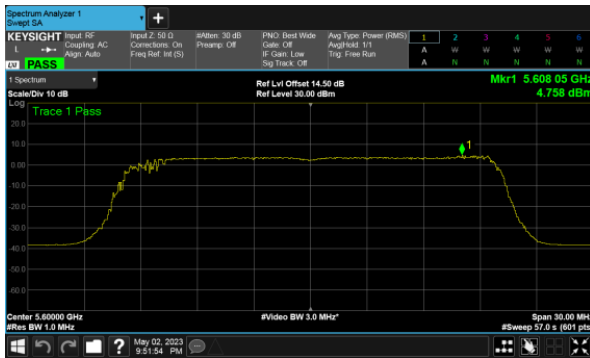 Spectrum Analyzer 1
Swept SA
+
KEYSIGHT Input: RF Input Z: 50 Ω #Atten: 30 dB PNO: Best Wide Avg Type: Power (RMS) 1 2 3 4 5 6
L Coupling: AC Corrections: On Preamp: Off Gate: Off Avg|Hold: 1/1 A W W W W W
Align: Auto Freq Ref: Int (S) IF Gain: Low Trig: Free Run
LXI PASS Sig Track: Off A N N N N N
1 Spectrum
Scale/Div 10 dB
Ref Lvl Offset 14.50 dB
Ref Level 30.00 dBm
Mkr1 5.608 05 GHz
4.758 dBm
Log
Trace 1 Pass
20.0
10.0
1
0.00
-10.0
-20.0
-30.0
-40.0
-50.0
-60.0
Center 5.60000 GHz #Video BW 3.0 MHz* Span 30.00 MHz
#Res BW 1.0 MHz #Sweep 57.0 s (601 pts)
? May 02, 2023
9:51:54 PM